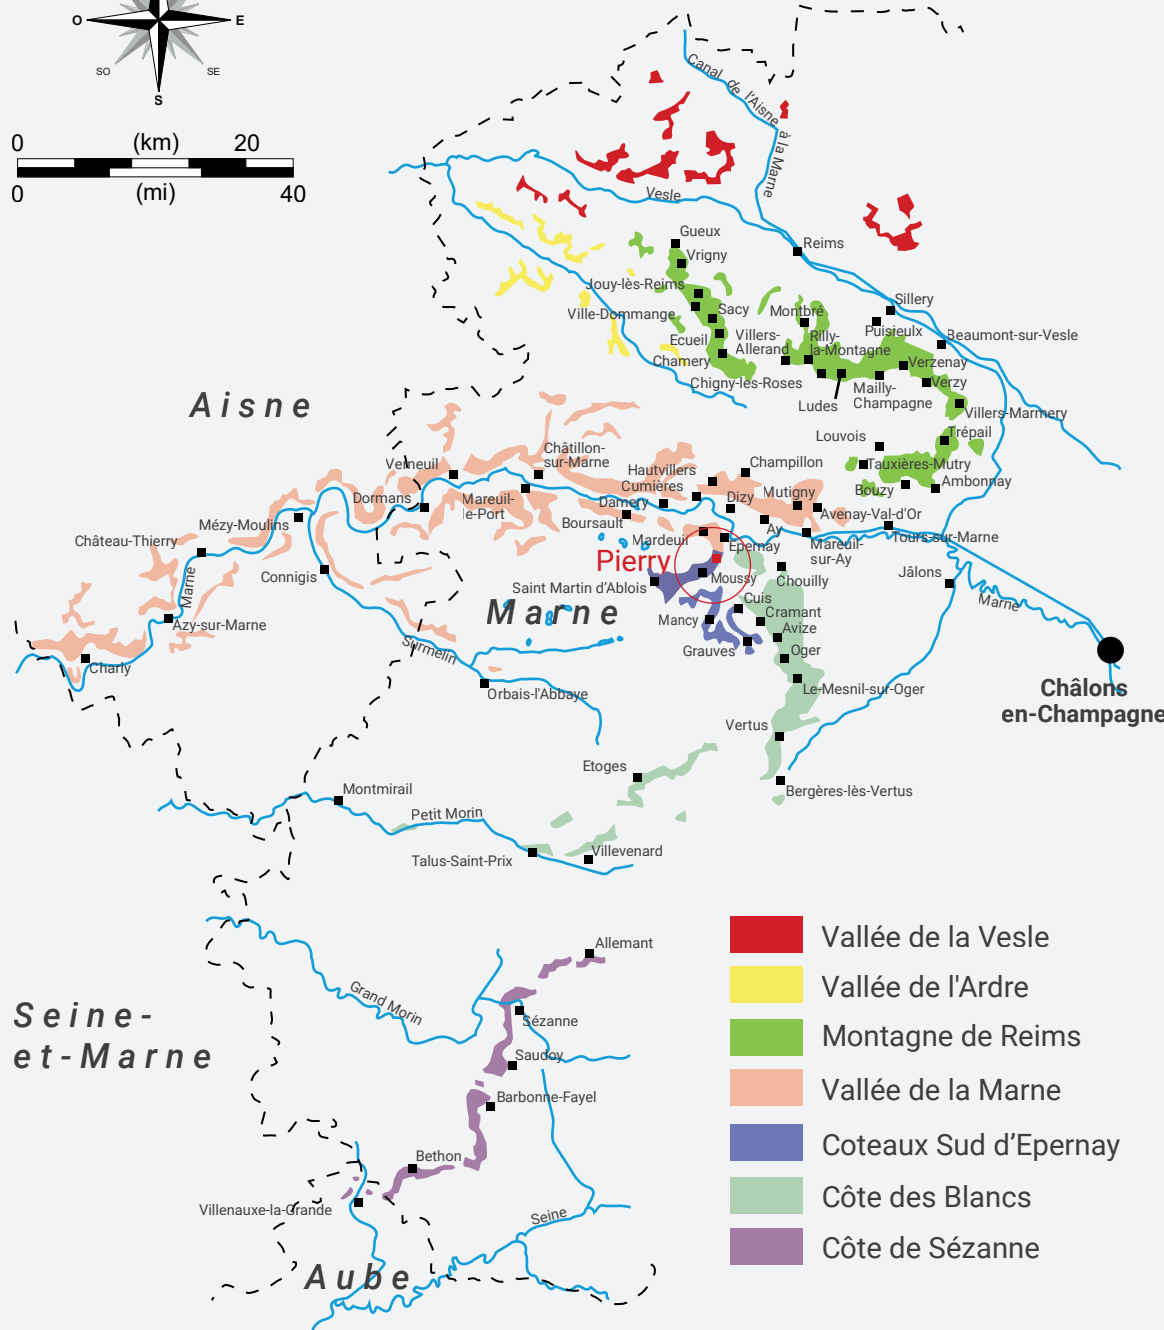 O
E
SO
SE
S
0
(km)
20
0
(mi)
40
Canal de l'Aisne à la Marne
Vesle
Gueux
Vrigny
Reims
Jouy-lès-Reims
Ville-Dommange
Sacy
Montbré
Sillery
Puisieulx
Beaumont-sur-Vesle
Ecueil
Villers-
Allerand
Rilly-
la-Montagne
Chamery
Verzenay
Chigny-les-Roses
Mailly-
Champagne
Verzy
Ludes
Villers-Marmery
Aisne
Louvois
Trépail
Châtillon-
sur-Marne
Verneuil
Hautvillers
Champillon
Tauxières-Mutry
Cumières
Ambonnay
Dormans
Mareuil-
le-Port
Damery
Dizy
Mutigny
Bouzy
Avenay-Val-d'Or
Mézy-Moulins
Boursault
Ay
Tours-sur-Marne
Château-Thierry
Mardeuil
Epernay
Mareuil-
sur-Ay
Pierry
Connigis
Marne
Saint Martin d’Ablois
Moussy
Chouilly
Jâlons
Marne
Cuis
Marne
Azy-sur-Marne
Mancy
Cramant
Avize
Surmelin
Grauves
Oger
Charly
Orbais-l'Abbaye
Le-Mesnil-sur-Oger
Châlons
en-Champagne
Vertus
Etoges
Montmirail
Bergères-lès-Vertus
Petit Morin
Talus-Saint-Prix
Villevenard
Allemant
Vallée de la Vesle
Vallée de l'Ardre
Grand Morin
Seine-
et-Marne
Sézanne
Montagne de Reims
Saudoy
Vallée de la Marne
Barbonne-Fayel
Coteaux Sud d’Epernay
Bethon
Villenauxe-la-Grande
Côte des Blancs
Seine
Côte de Sézanne
Aube